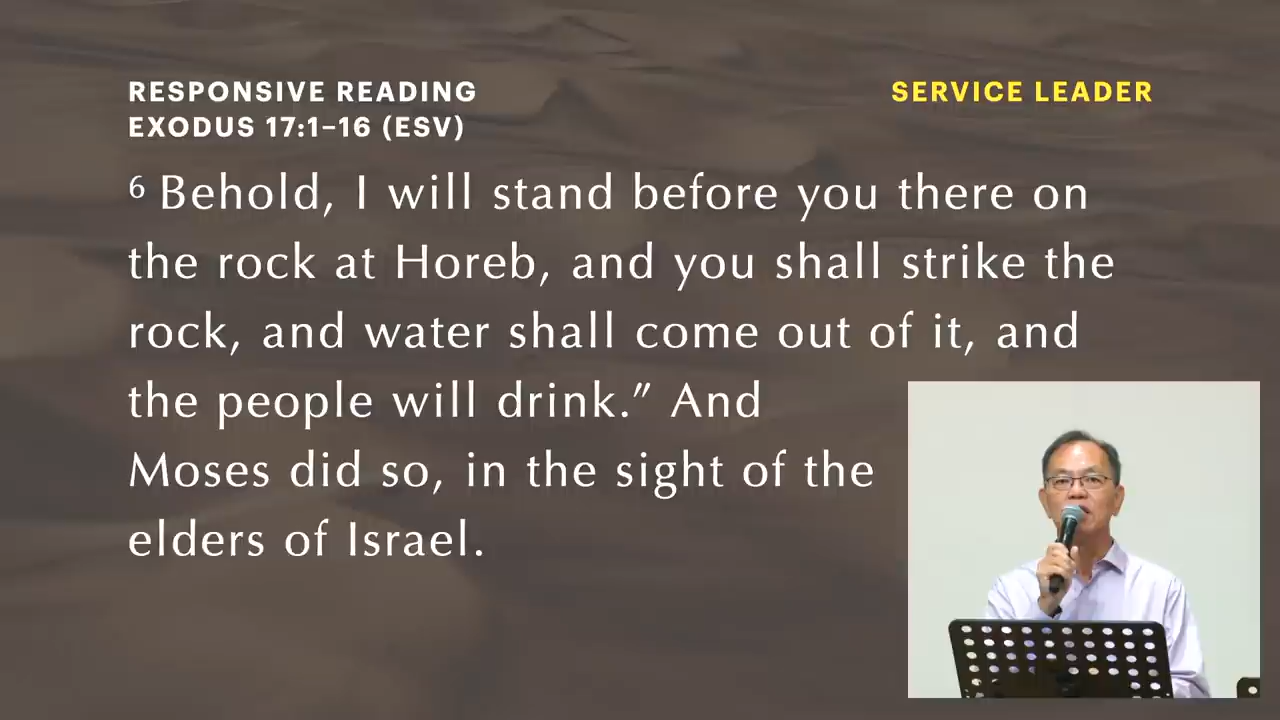 RESPONSIVE READING
EXODUS 17:1–16 (ESV)
SERVICE LEADER
6 Behold, I will stand before you there on
the rock at Horeb, and you shall strike the
rock, and water shall come out of it, and
the people will drink.” And
Moses did so, in the sight of the
elders of Israel.